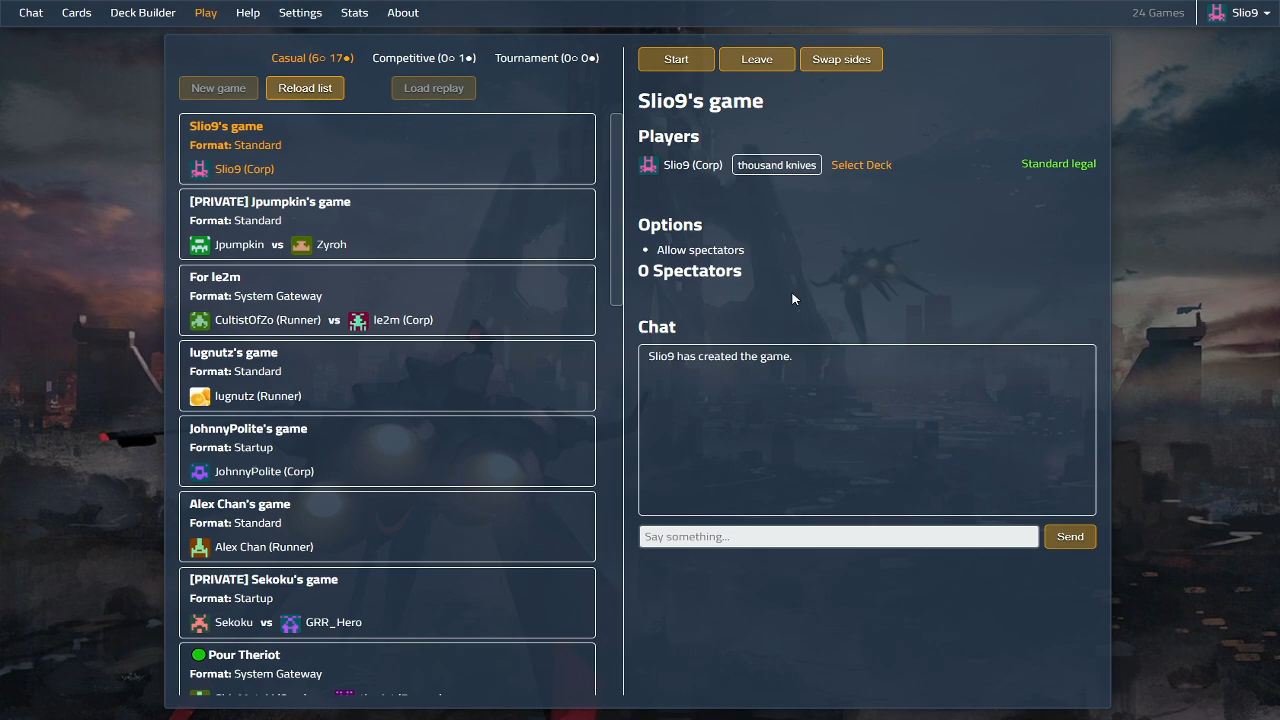 Chat Cards Deck Builder Play Help Settings Stats About 24 Games Slio9
Casual (6○ 17●) Competitive (0○ 1●) Tournament (0○ 0●)
New game Reload list Load replay
Slio9's game
Format: Standard
Slio9 (Corp)
[PRIVATE] Jpumpkin's game
Format: Standard
Jpumpkin vs Zyroh
For le2m
Format: System Gateway
CultistOfZo (Runner) vs le2m (Corp)
lugnutz's game
Format: Standard
lugnutz (Runner)
JohnnyPolite's game
Format: Startup
JohnnyPolite (Corp)
Alex Chan's game
Format: Standard
Alex Chan (Runner)
[PRIVATE] Sekoku's game
Format: Startup
Sekoku vs GRR_Hero
Pour Theriot
Format: System Gateway
Start Leave Swap sides
Slio9's game
Players
Slio9 (Corp) thousand knives Select Deck Standard legal
Options
• Allow spectators
0 Spectators
Chat
Slio9 has created the game.
Say something... Send